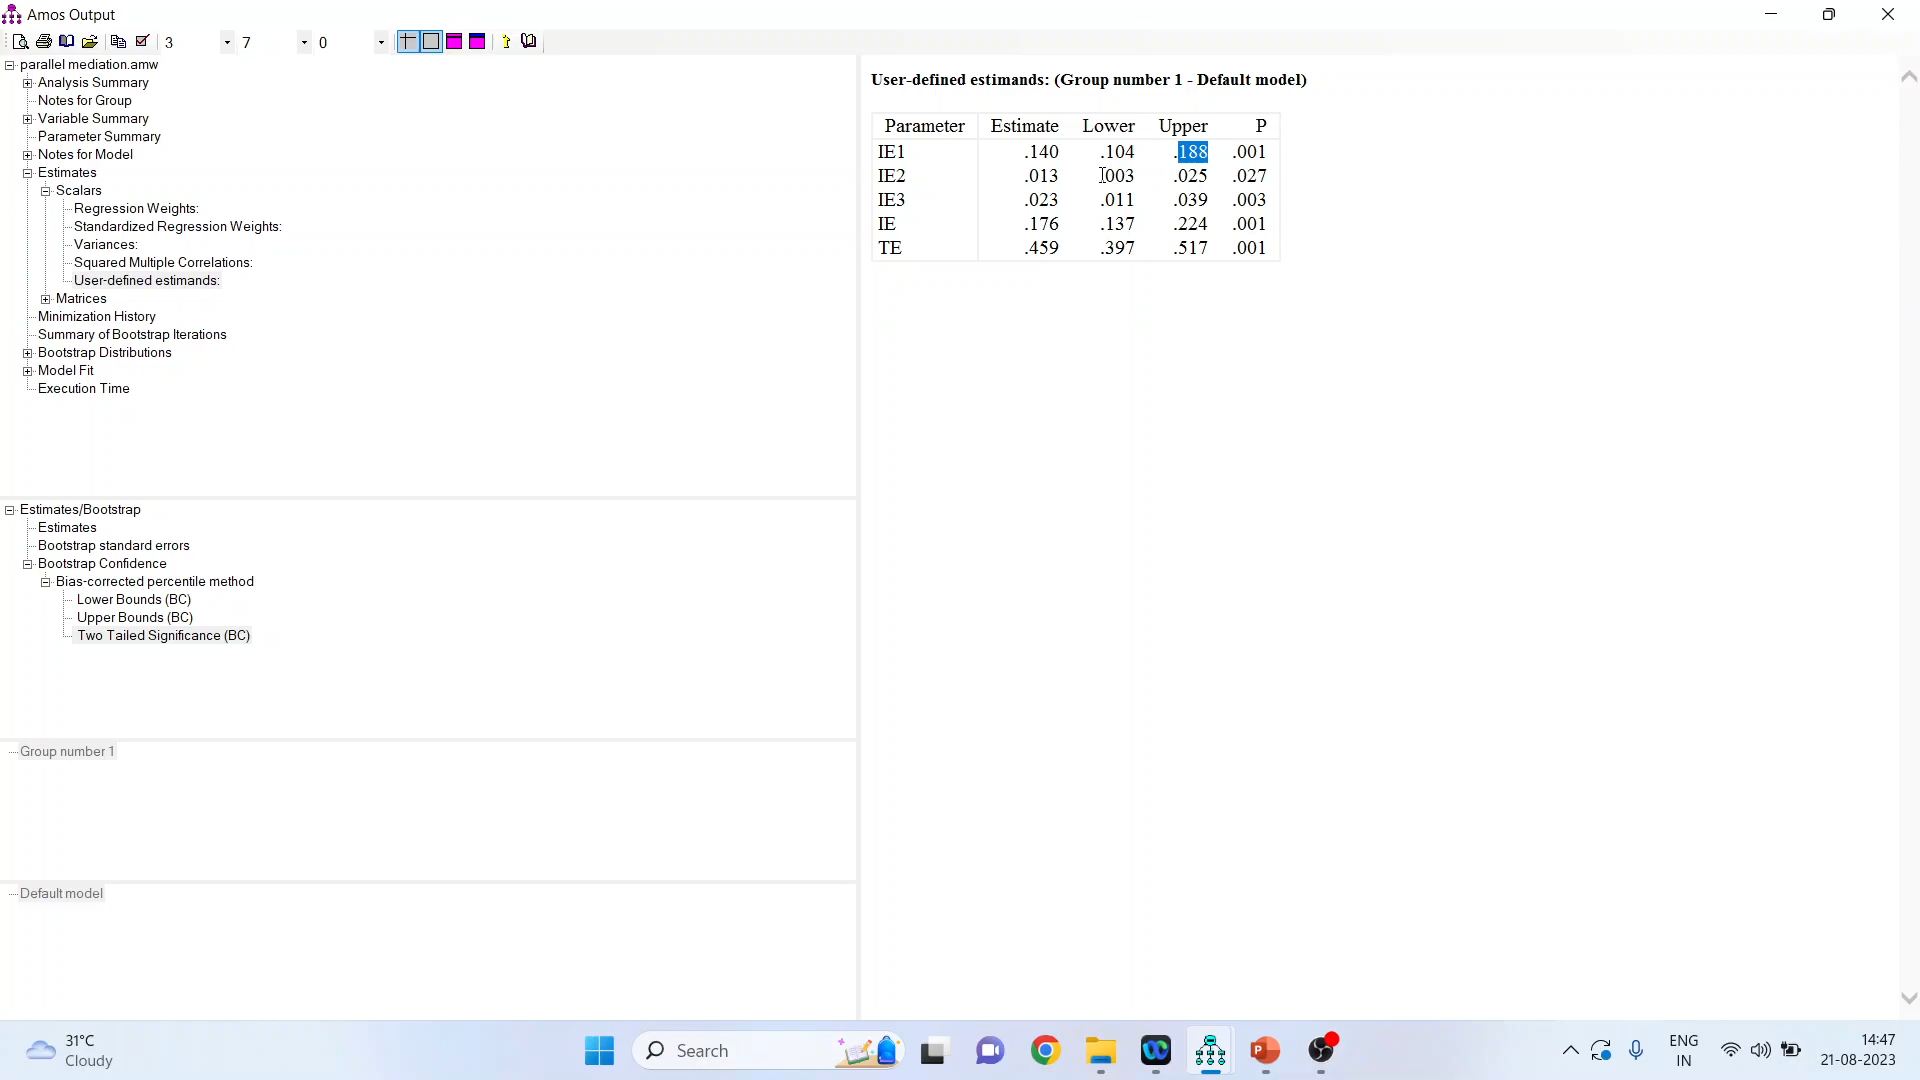 Amos Output
3 7 0
parallel mediation.amw
Analysis Summary
Notes for Group
Variable Summary
Parameter Summary
Notes for Model
Estimates
Scalars
Regression Weights:
Standardized Regression Weights:
Variances:
Squared Multiple Correlations:
User-defined estimands:
Matrices
Minimization History
Summary of Bootstrap Iterations
Bootstrap Distributions
Model Fit
Execution Time
Estimates/Bootstrap
Estimates
Bootstrap standard errors
Bootstrap Confidence
Bias-corrected percentile method
Lower Bounds (BC)
Upper Bounds (BC)
Two Tailed Significance (BC)
Group number 1
Default model
User-defined estimands: (Group number 1 - Default model)
Parameter Estimate Lower Upper P
IE1 .140 .104 .188 .001
IE2 .013 .003 .025 .027
IE3 .023 .011 .039 .003
IE .176 .137 .224 .001
TE .459 .397 .517 .001
31°C
Cloudy
Search
ENG
IN
14:47
21-08-2023